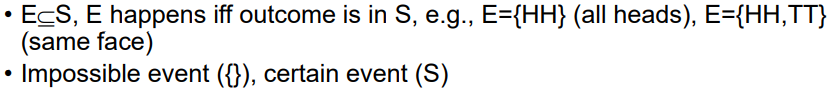 • E⊆S, E happens iff outcome is in S, e.g., E={HH} (all heads), E={HH,TT}
(same face)
• Impossible event ({}), certain event (S)